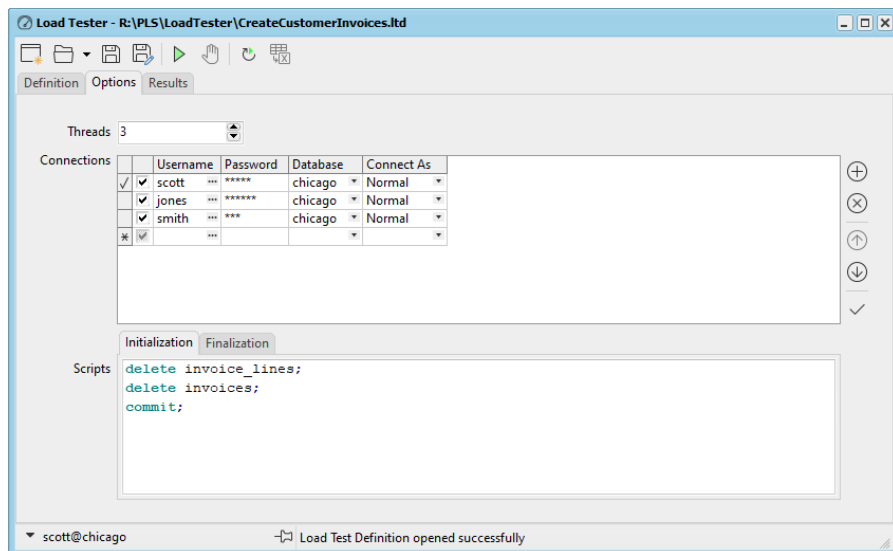 Load Tester - R:\PLS\LoadTester\CreateCustomerInvoices.ltd
Definition Options Results
Threads 3
Connections
Username Password Database Connect As
scott ••• ***** chicago Normal
jones ••• ****** chicago Normal
smith ••• *** chicago Normal
* •••
Initialization Finalization
Scripts
delete invoice_lines;
delete invoices;
commit;
scott@chicago Load Test Definition opened successfully